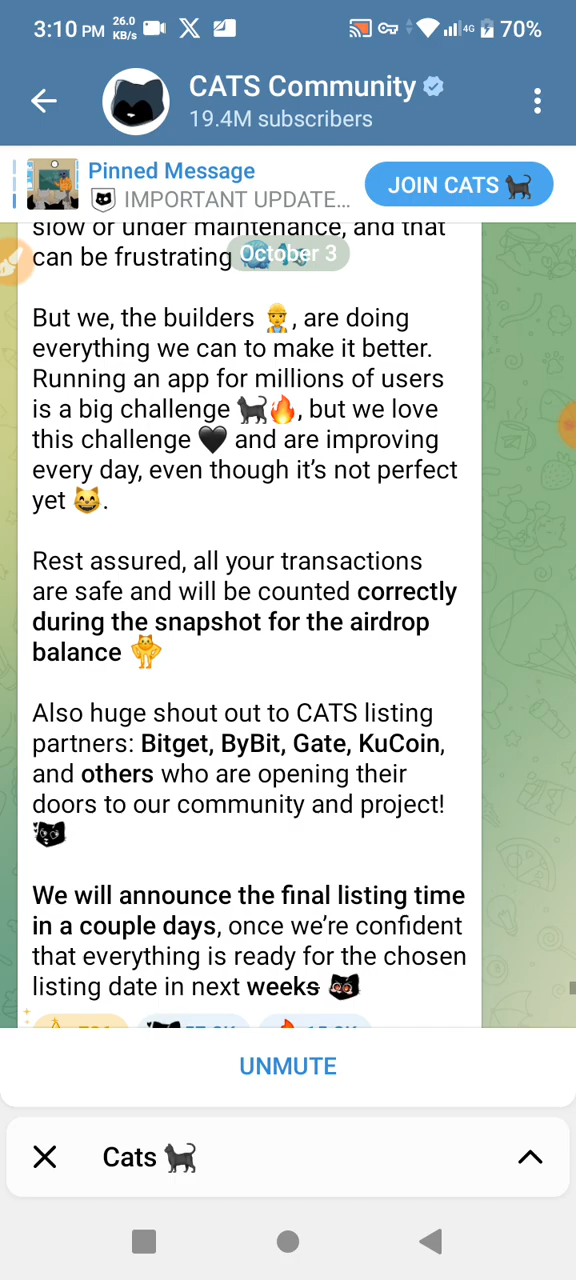 3:10 PM 26.0 KB/s 4G 70%
CATS Community
19.4M subscribers
Pinned Message
IMPORTANT UPDATE...
JOIN CATS 🐈‍⬛
slow or under maintenance, and that
can be frustrating
October 3
But we, the builders 👷, are doing
everything we can to make it better.
Running an app for millions of users
is a big challenge 🐈‍⬛🔥, but we love
this challenge 🖤 and are improving
every day, even though it’s not perfect
yet 😸.
Rest assured, all your transactions
are safe and will be counted correctly
during the snapshot for the airdrop
balance
Also huge shout out to CATS listing
partners: Bitget, ByBit, Gate, KuCoin,
and others who are opening their
doors to our community and project!
We will announce the final listing time
in a couple days, once we’re confident
that everything is ready for the chosen
listing date in next weeks
UNMUTE
Cats 🐈‍⬛